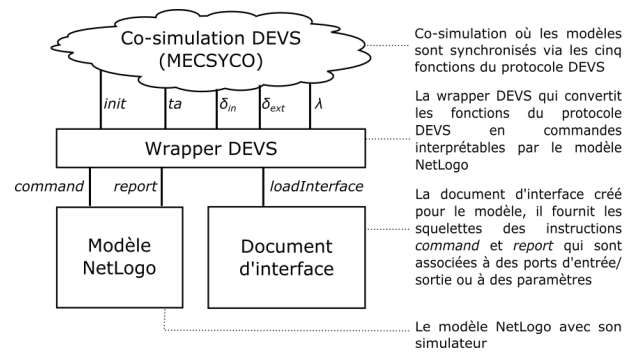 Co-simulation DEVS
(MECSYCO)
init
ta
δin
δext
λ
Wrapper DEVS
command
report
loadInterface
Modèle
NetLogo
Document
d'interface
Co-simulation où les modèles
sont synchronisés via les cinq
fonctions du protocole DEVS
La wrapper DEVS qui convertit
les fonctions du protocole
DEVS en commandes
interprétables par le modèle
NetLogo
La document d'interface créé
pour le modèle, il fournit les
squelettes des instructions
command et report qui sont
associées à des ports d'entrée/
sortie ou à des paramètres
Le modèle NetLogo avec son
simulateur